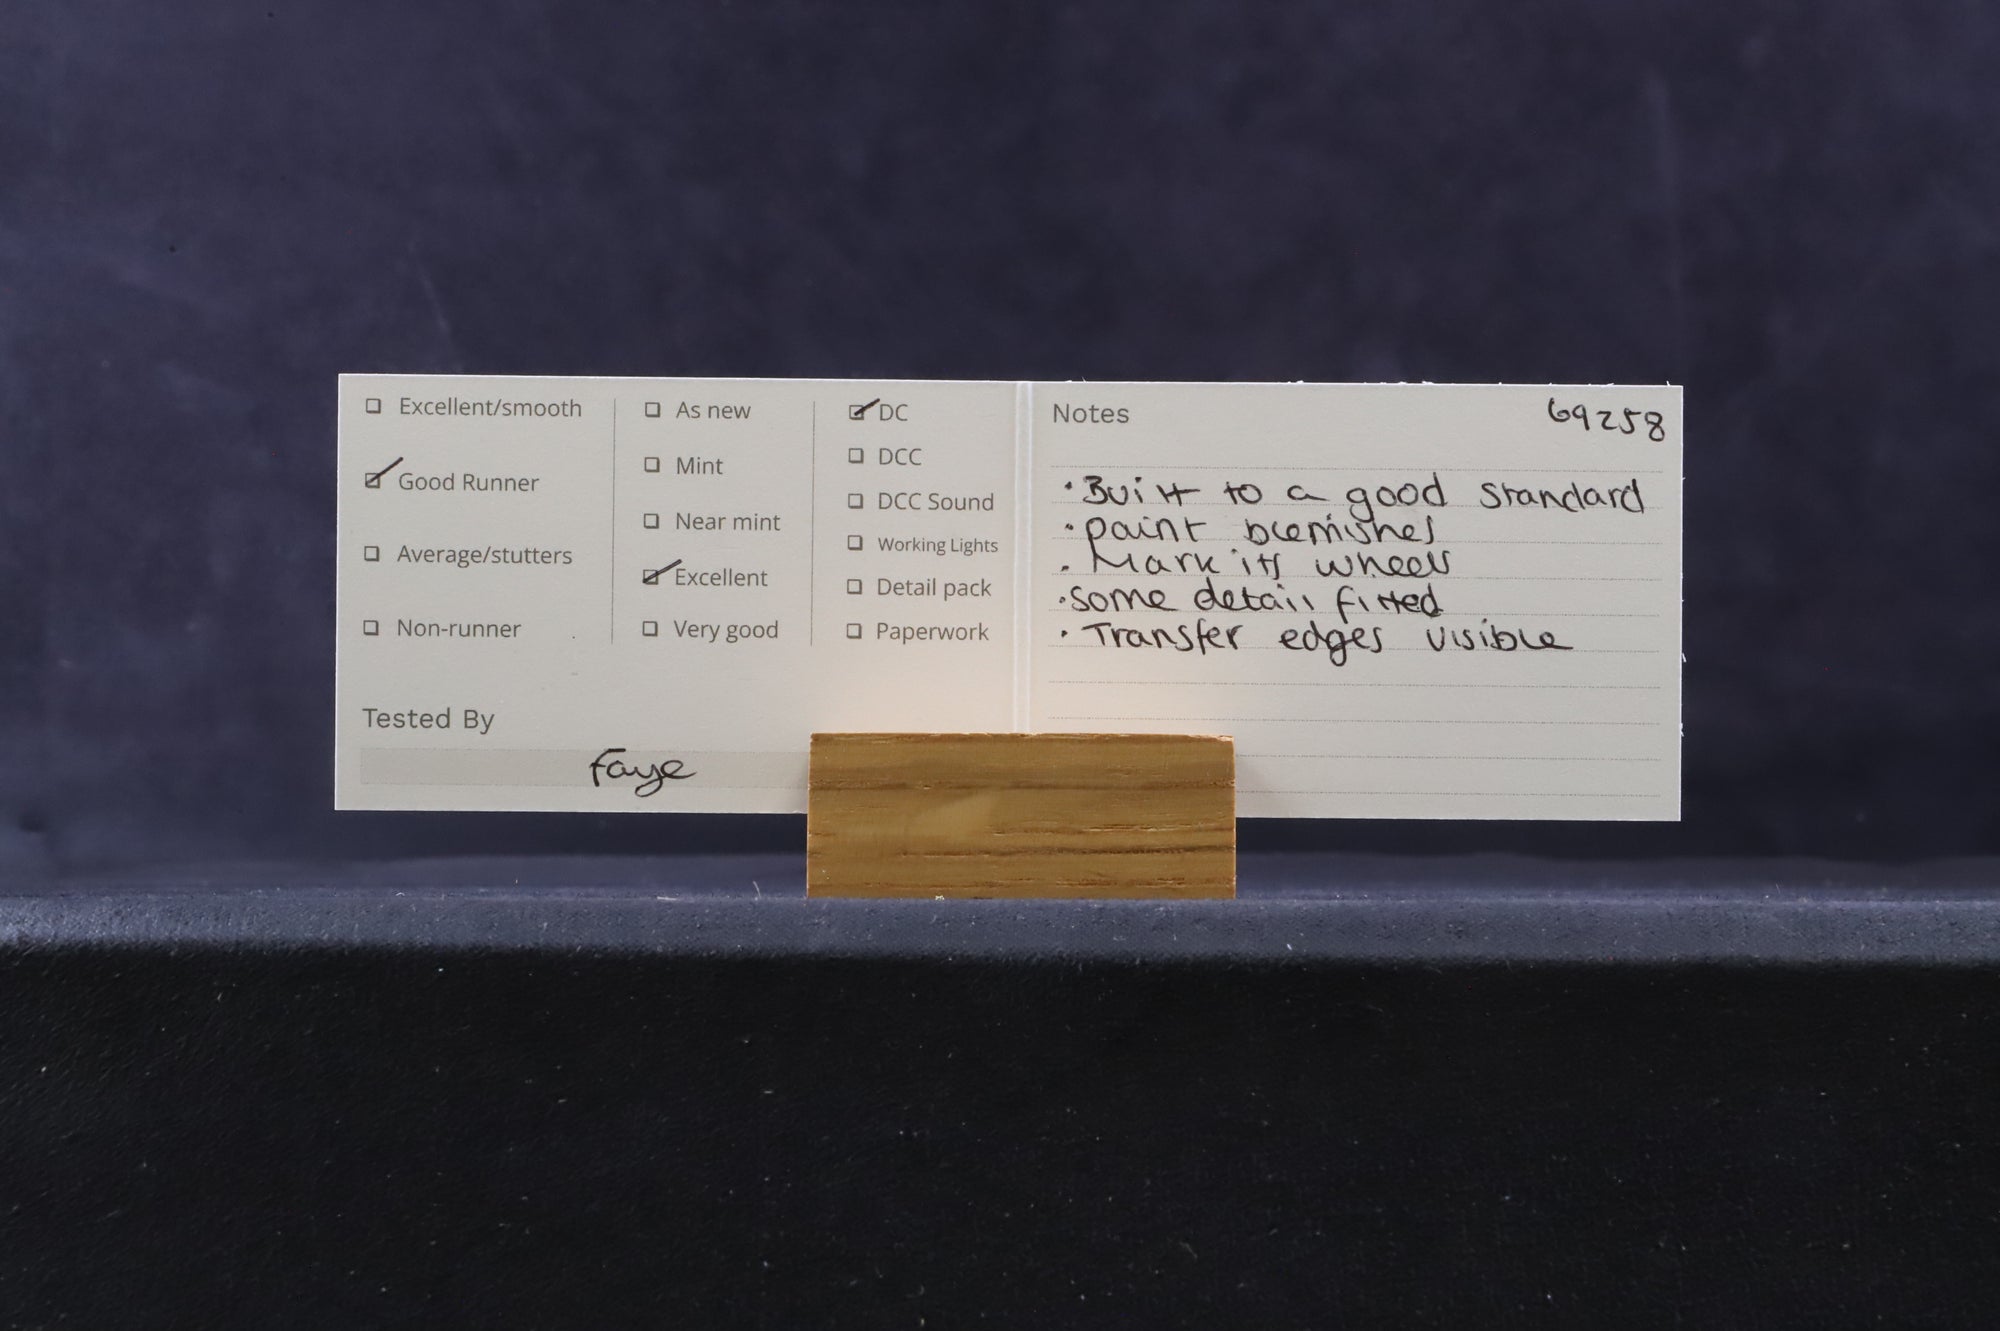 Excellent/smooth
Good Runner
Average/stutters
Non-runner
As new
Mint
Near mint
Excellent
Very good
DC
DCC
DCC Sound
Working Lights
Detail pack
Paperwork
Tested By
Faye
Notes 69258
• Built to a good standard
• paint blemishes
• Mark its wheels
• some detail fitted
• Transfer edges visible